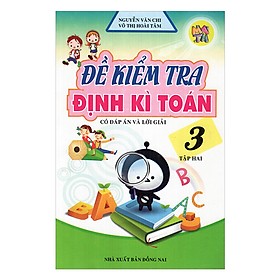 NGUYỄN VĂN CHI
VÕ THỊ HOÀI TÂM
ĐỀ KIỂM TRA
ĐỊNH KÌ TOÁN
CÓ ĐÁP ÁN VÀ LỜI GIẢI
3
TẬP HAI
B
A
C
NHÀ XUẤT BẢN ĐỒNG NAI